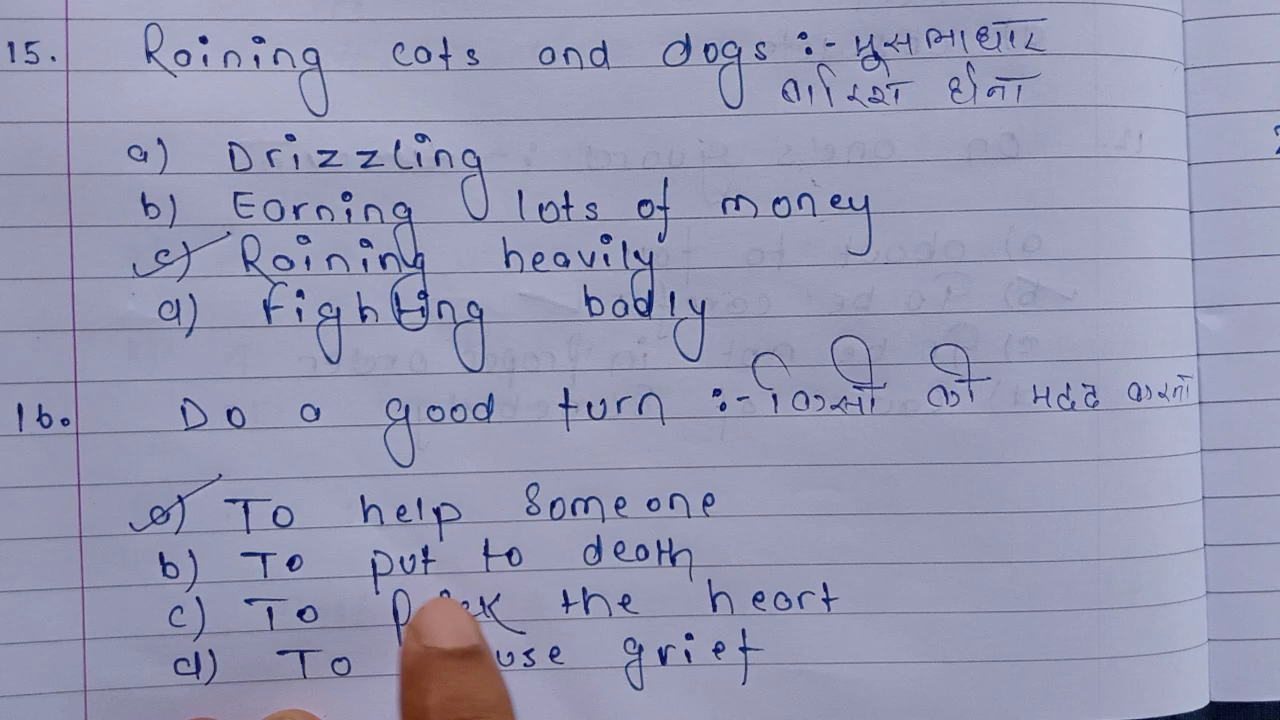 15. Raining cats and dogs :- मुसलाधार
बारिश होना
a) Drizzling
b) Earning lots of money
c) Raining heavily
d) Fighting badly
16. Do a good turn :- किसी की मदद करना
a) To help someone
b) To put to death
c) To the heart
d) To grief